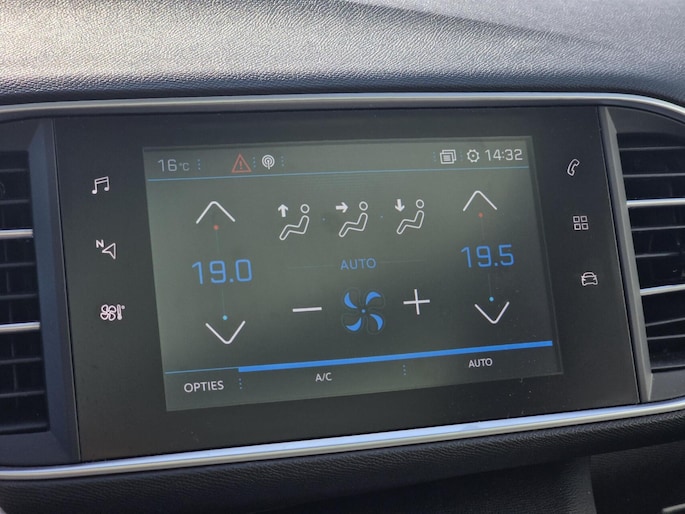 16°C 14:32
N
19.0 AUTO 19.5
OPTIES A/C AUTO